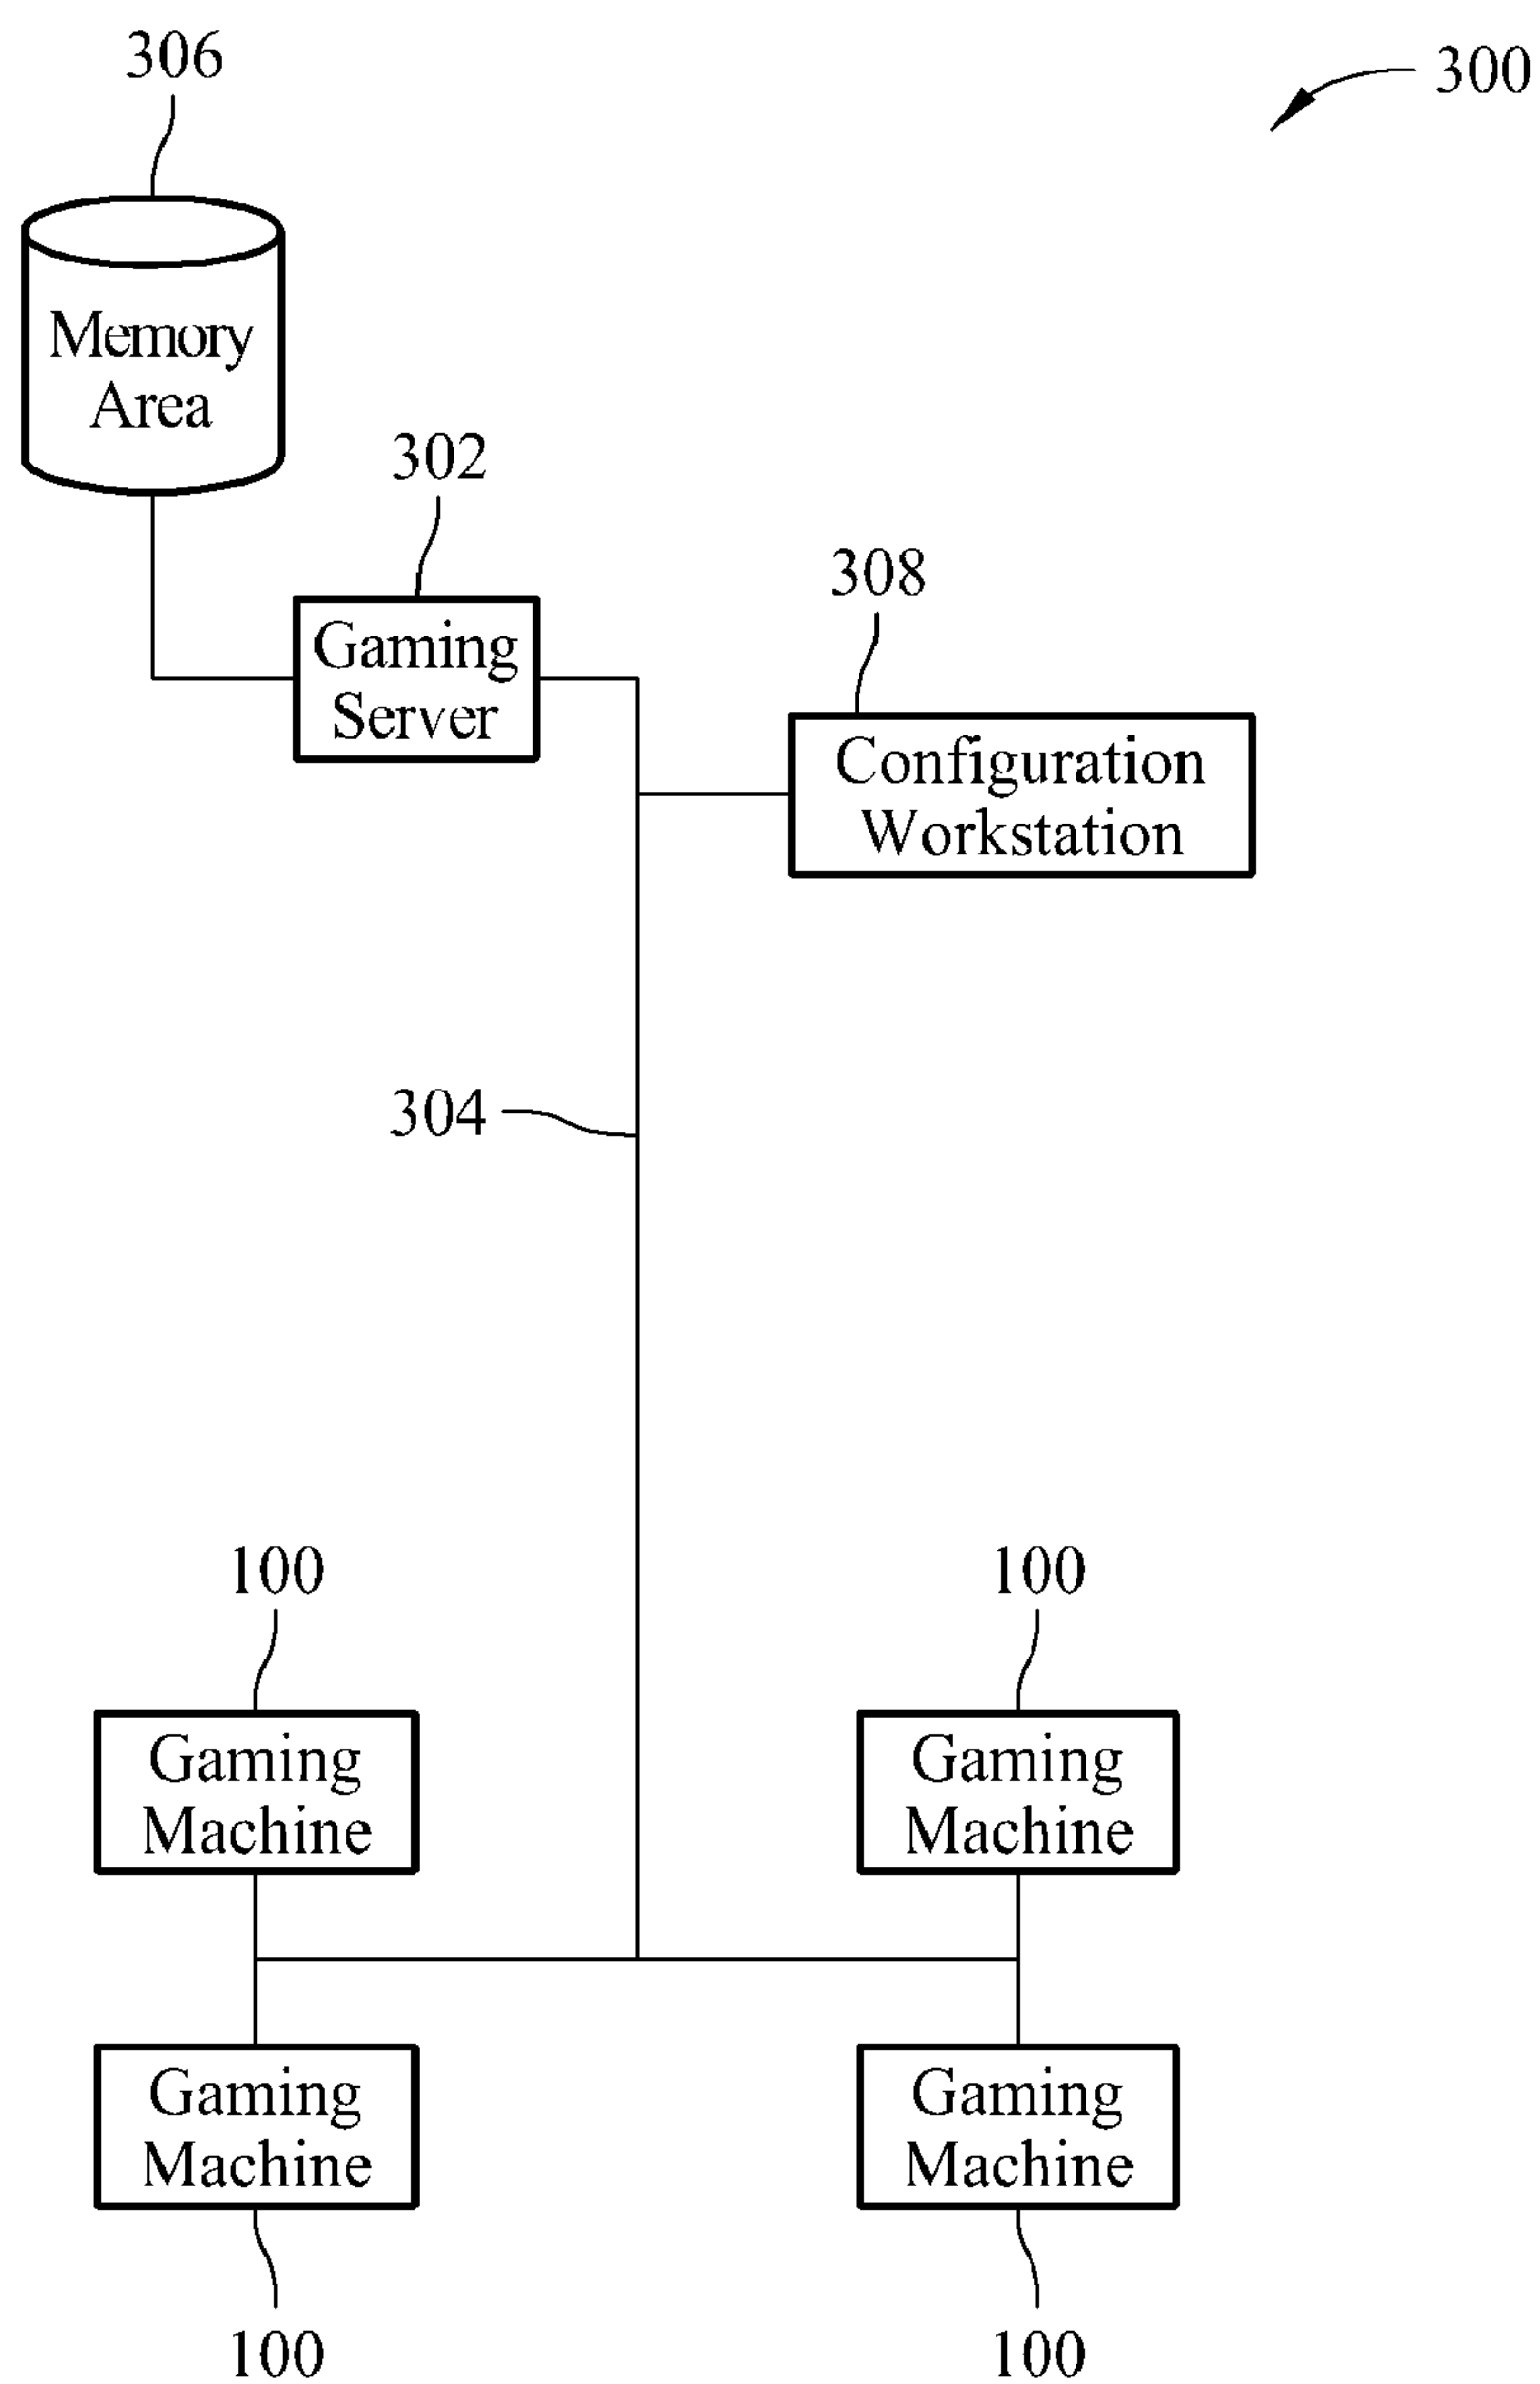 306
300
Memory
Area
302
Gaming
Server
308
Configuration
Workstation
304
100
100
Gaming
Machine
Gaming
Machine
Gaming
Machine
Gaming
Machine
100
100